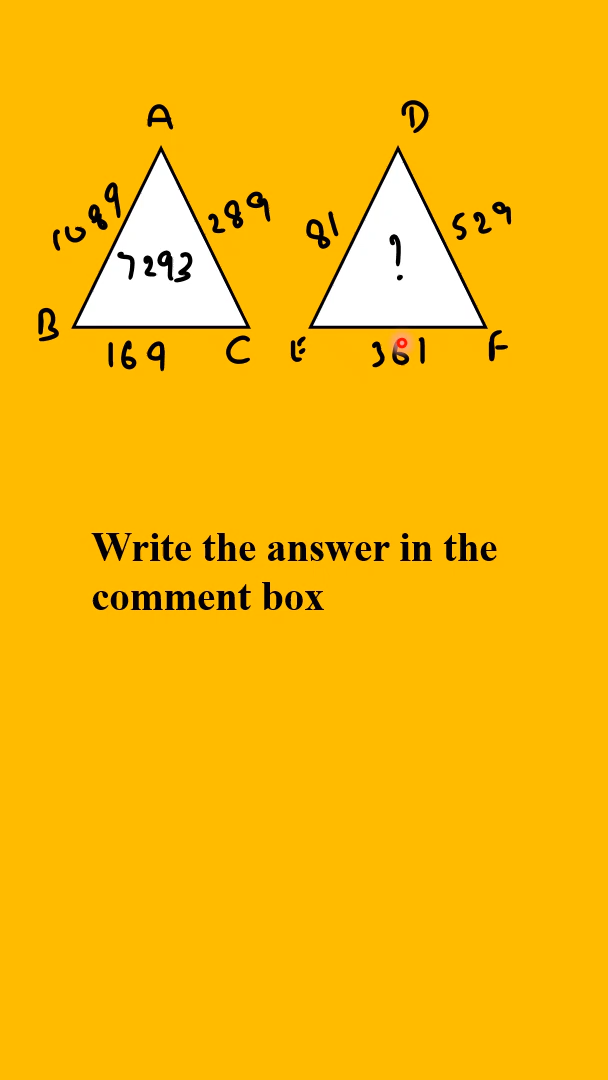 A
D
1089
289
81
529
7293
?
B
169
C
E
361
F
Write the answer in the
comment box